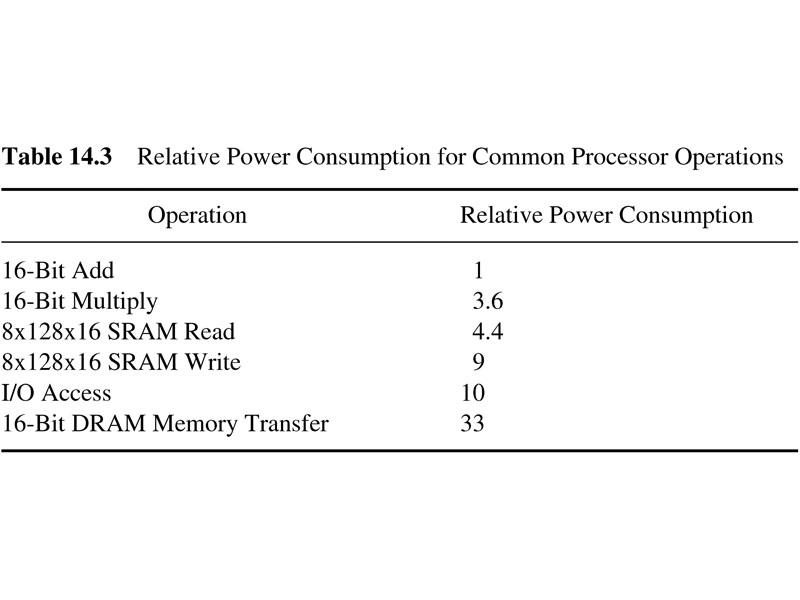 Table 14.3 Relative Power Consumption for Common Processor Operations
Operation Relative Power Consumption
16-Bit Add 1
16-Bit Multiply 3.6
8x128x16 SRAM Read 4.4
8x128x16 SRAM Write 9
I/O Access 10
16-Bit DRAM Memory Transfer 33